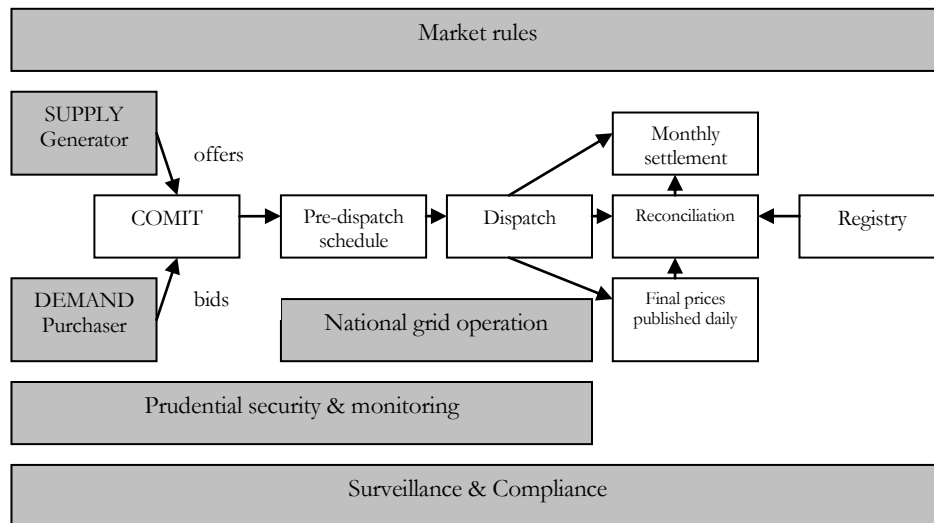 Market rules
SUPPLY
Generator
offers
Monthly
settlement
COMIT
Pre-dispatch
schedule
Dispatch
Reconciliation
Registry
DEMAND
Purchaser
bids
National grid operation
Final prices
published daily
Prudential security & monitoring
Surveillance & Compliance